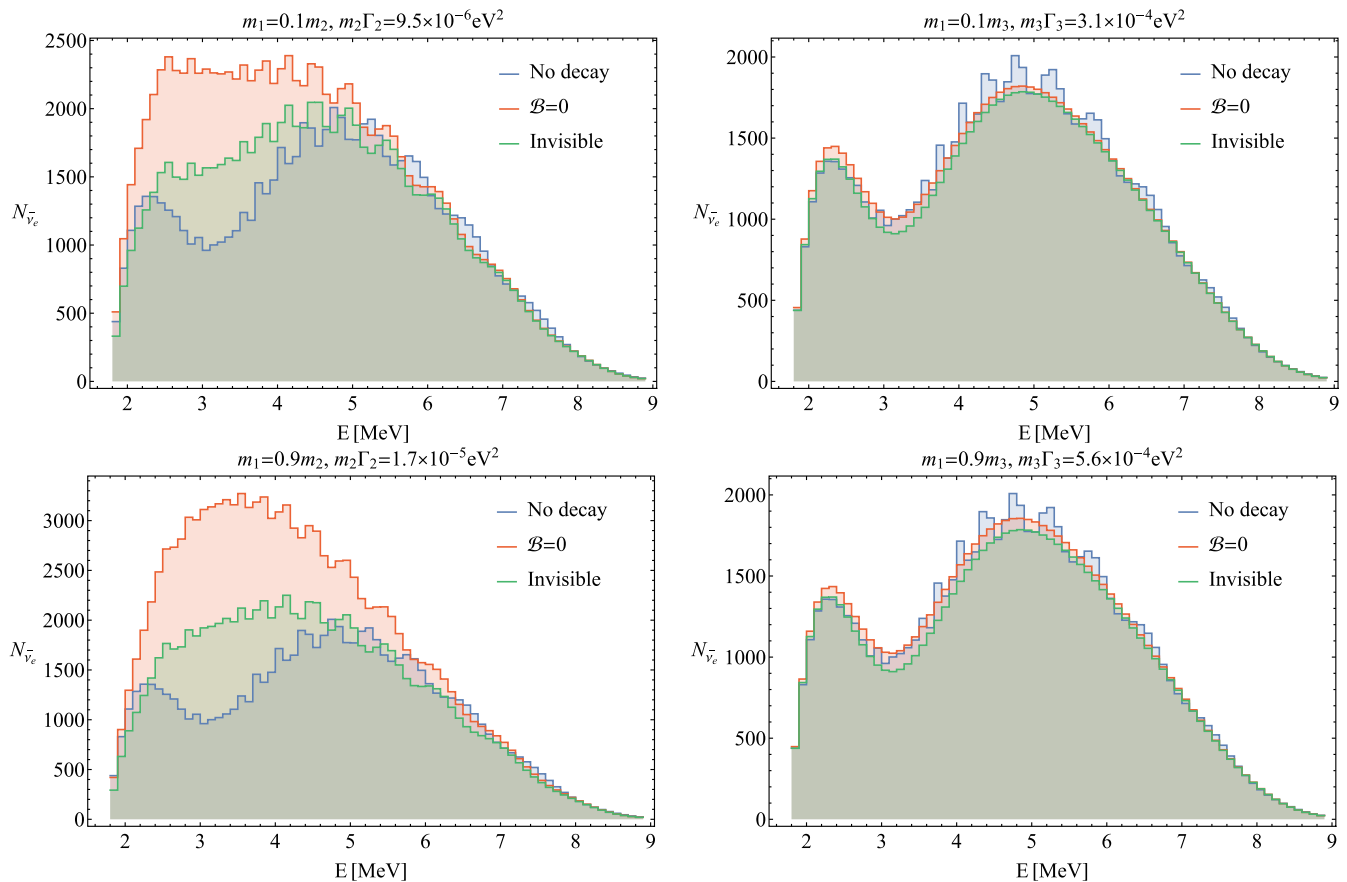 m₁=0.1m₂, m₂Γ₂=9.5×10⁻⁶eV²
2500
2000
1500
1000
500
0
N_ν̄ₑ
No decay
ℬ=0
Invisible
2 3 4 5 6 7 8 9
E [MeV]
m₁=0.1m₃, m₃Γ₃=3.1×10⁻⁴eV²
2000
1500
1000
500
0
N_ν̄ₑ
No decay
ℬ=0
Invisible
2 3 4 5 6 7 8 9
E [MeV]
m₁=0.9m₂, m₂Γ₂=1.7×10⁻⁵eV²
3000
2500
2000
1500
1000
500
0
N_ν̄ₑ
No decay
ℬ=0
Invisible
2 3 4 5 6 7 8 9
E [MeV]
m₁=0.9m₃, m₃Γ₃=5.6×10⁻⁴eV²
2000
1500
1000
500
0
N_ν̄ₑ
No decay
ℬ=0
Invisible
2 3 4 5 6 7 8 9
E [MeV]